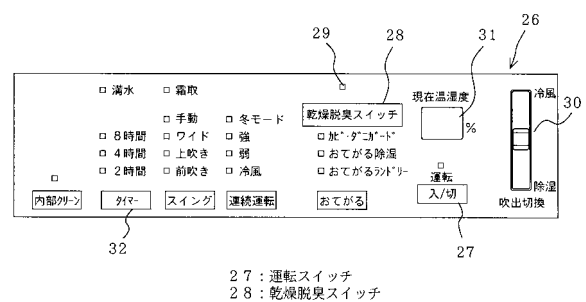 29
28
31
26
□ 満水 □ 霜取
現在温湿度
冷風
30
□ 手動 □ 冬モード
乾燥脱臭スイッチ
%
□ 8時間 □ ワイド □ 強
□ ｶﾋﾞ・ﾀﾞﾆｶﾞｰﾄﾞ
□ 4時間 □ 上吹き □ 弱
□ おてがる除湿
□ 2時間 □ 前吹き □ 冷風
□ おてがるﾗﾝﾄﾞﾘｰ
運転
除湿
内部ｸﾘｰﾝ ﾀｲﾏｰ スイング 連続運転 おてがる
入/切
吹出切換
32
27
27:運転スイッチ
28:乾燥脱臭スイッチ